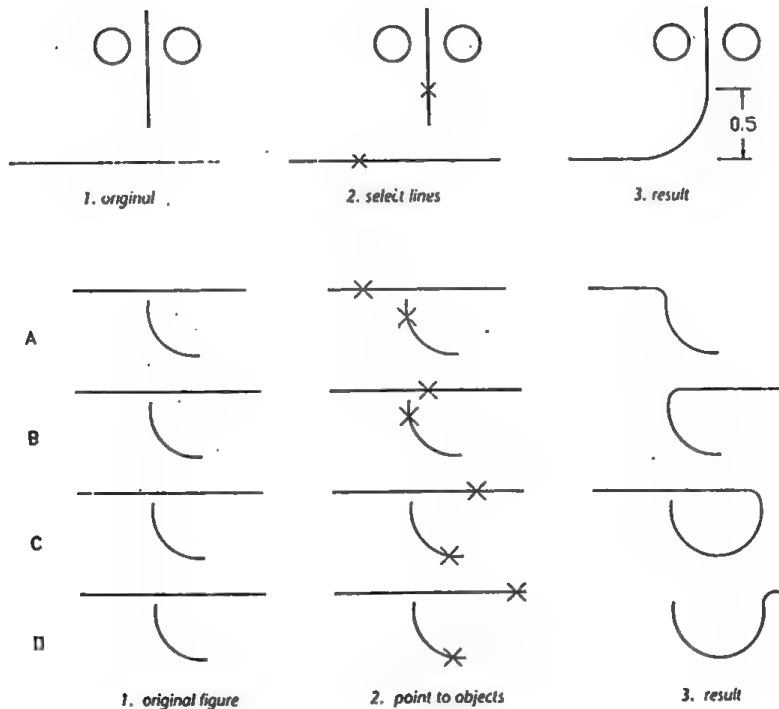 0.5
1. original
2. select lines
3. result
A
B
C
D
1. original figure
2. point to objects
3. result